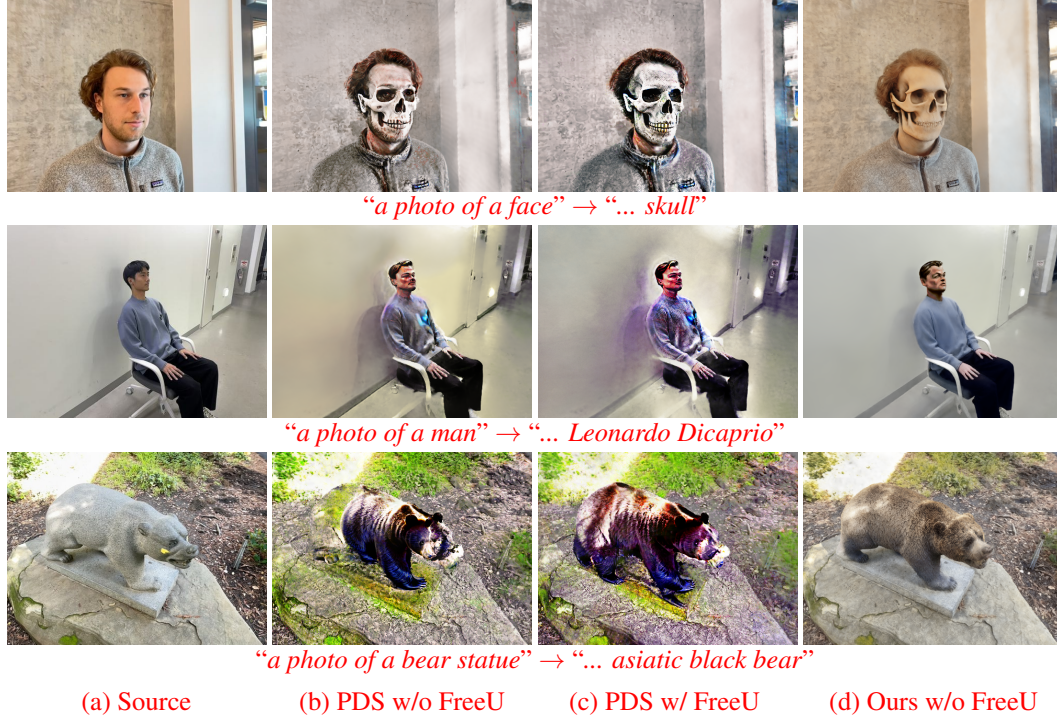 “a photo of a face” → “... skull”
“a photo of a man” → “... Leonardo Dicaprio”
“a photo of a bear statue” → “... asiatic black bear”
(a) Source (b) PDS w/o FreeU (c) PDS w/ FreeU (d) Ours w/o FreeU